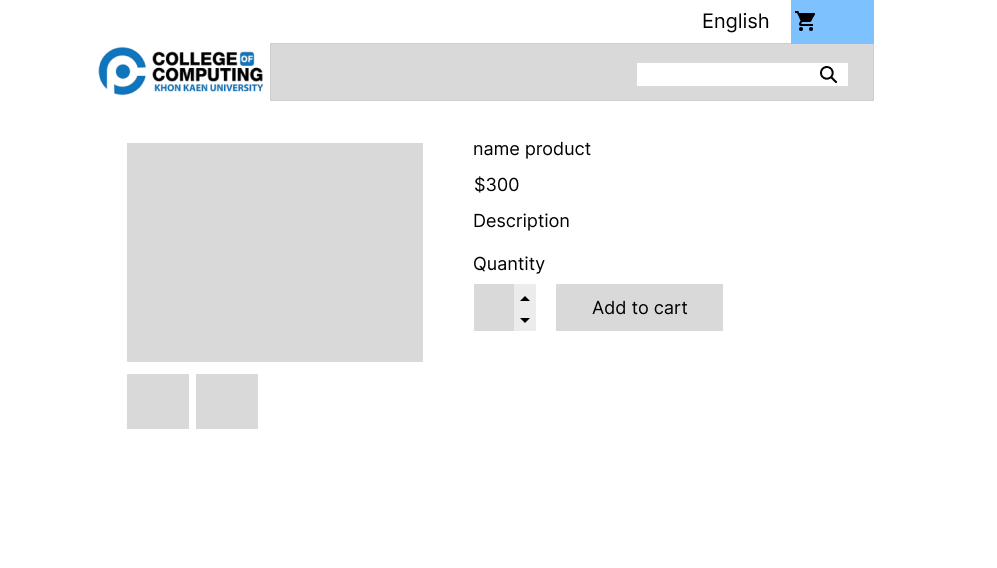 English
COLLEGE OF
COMPUTING
KHON KAEN UNIVERSITY
name product
$300
Description
Quantity
Add to cart